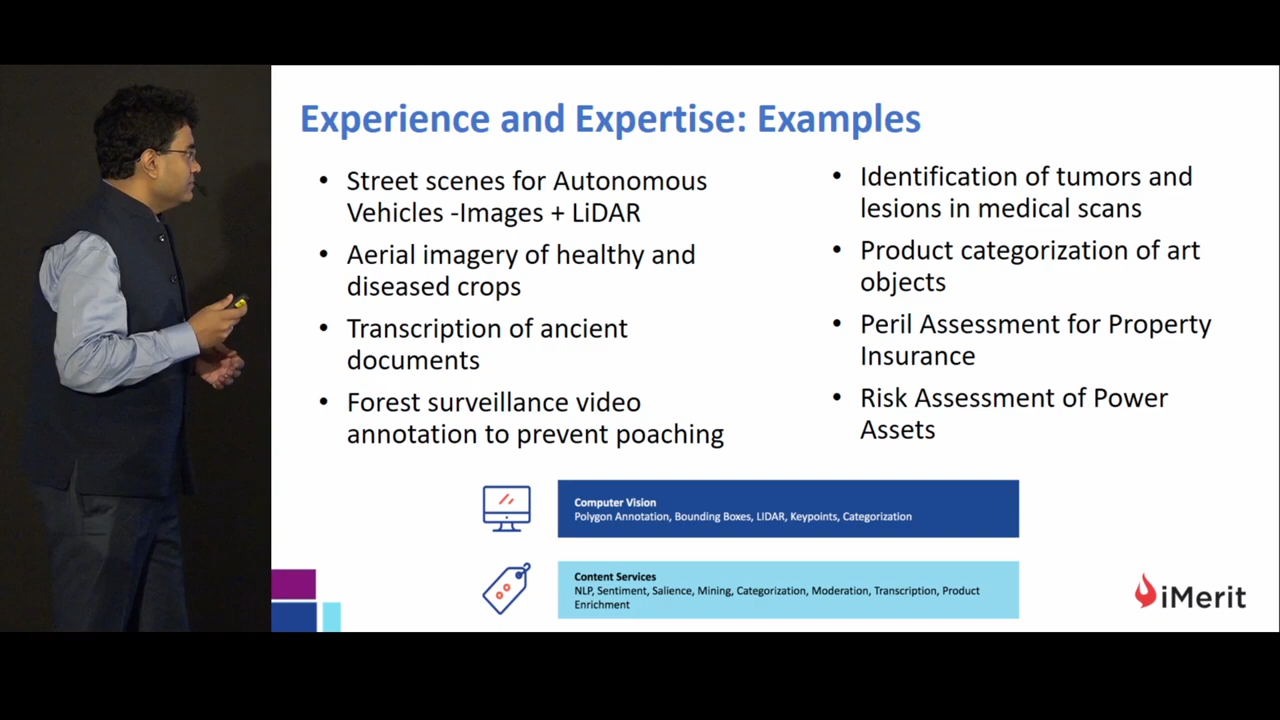 Experience and Expertise: Examples
• Street scenes for Autonomous
Vehicles -Images + LiDAR
• Aerial imagery of healthy and
diseased crops
• Transcription of ancient
documents
• Forest surveillance video
annotation to prevent poaching
• Identification of tumors and
lesions in medical scans
• Product categorization of art
objects
• Peril Assessment for Property
Insurance
• Risk Assessment of Power
Assets
Computer Vision
Polygon Annotation, Bounding Boxes, LIDAR, Keypoints, Categorization
Content Services
NLP, Sentiment, Salience, Mining, Categorization, Moderation, Transcription, Product
Enrichment
iMerit